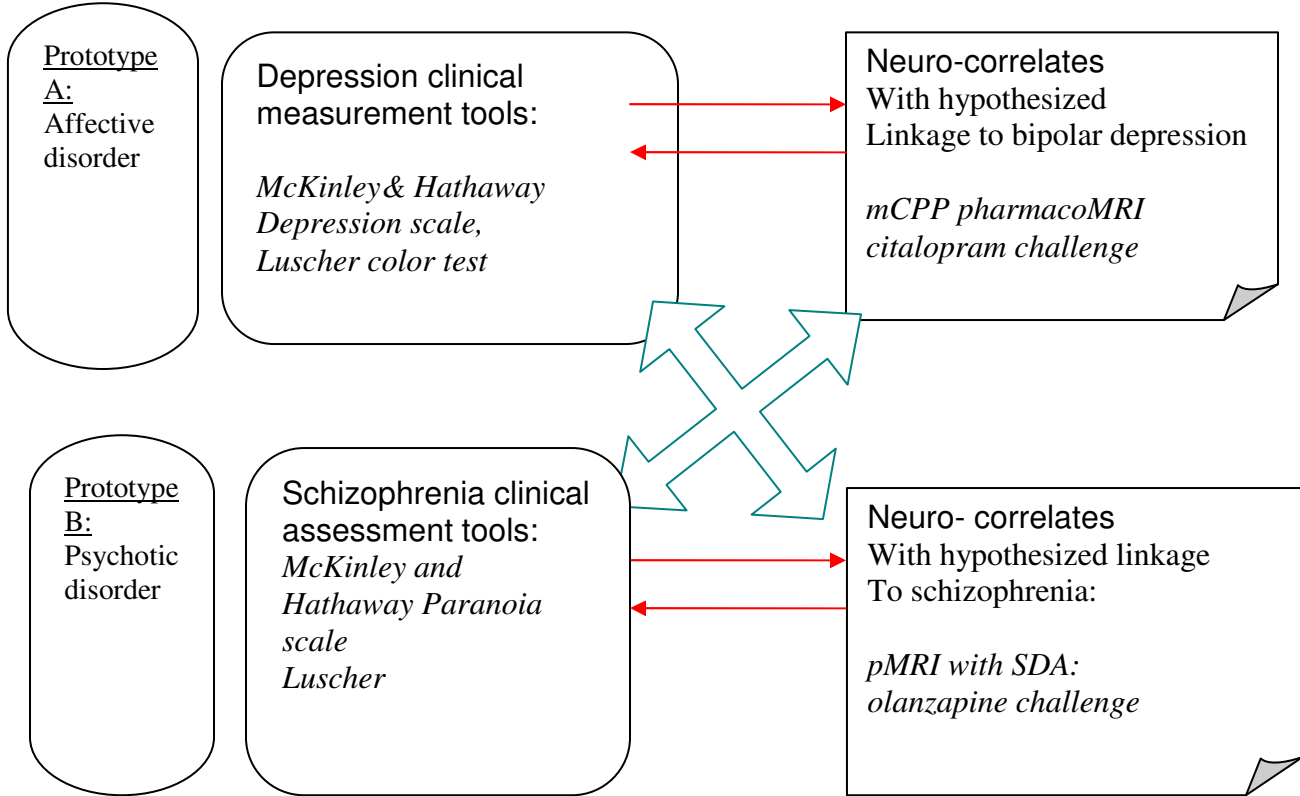 Prototype
A:
Affective
disorder
Depression clinical
measurement tools:
McKinley& Hathaway
Depression scale,
Luscher color test
Neuro-correlates
With hypothesized
Linkage to bipolar depression
mCPP pharmacoMRI
citalopram challenge
Prototype
B:
Psychotic
disorder
Schizophrenia clinical
assessment tools:
McKinley and
Hathaway Paranoia
scale
Luscher
Neuro- correlates
With hypothesized linkage
To schizophrenia:
pMRI with SDA:
olanzapine challenge